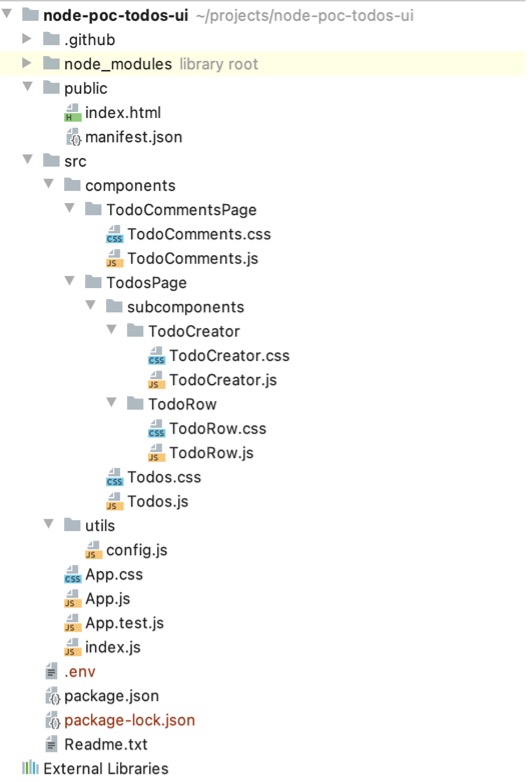 node-poc-todos-ui ~/projects/node-poc-todos-ui
.github
node_modules library root
public
index.html
manifest.json
src
components
TodoCommentsPage
TodoComments.css
TodoComments.js
TodosPage
subcomponents
TodoCreator
TodoCreator.css
TodoCreator.js
TodoRow
TodoRow.css
TodoRow.js
Todos.css
Todos.js
utils
config.js
App.css
App.js
App.test.js
index.js
.env
package.json
package-lock.json
Readme.txt
External Libraries